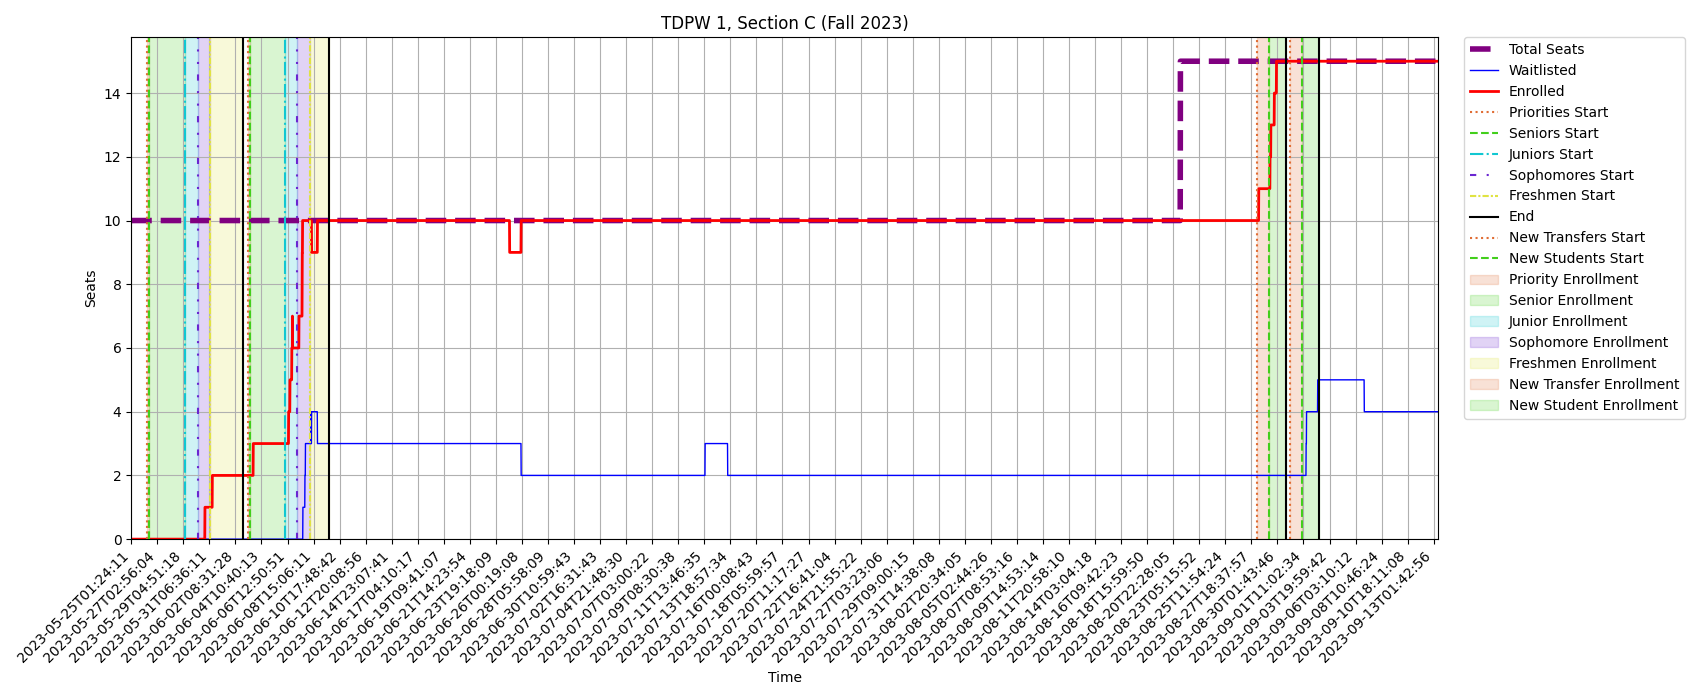 TDPW 1, Section C (Fall 2023)
Seats
14
12
10
8
6
4
2
0
2023-05-25T01:24:11
2023-05-27T02:56:04
2023-05-29T04:51:18
2023-05-31T06:36:11
2023-06-02T08:31:28
2023-06-04T10:40:13
2023-06-06T12:50:51
2023-06-08T15:06:11
2023-06-10T17:48:42
2023-06-12T20:08:56
2023-06-14T23:07:41
2023-06-17T04:10:17
2023-06-19T09:41:07
2023-06-21T14:23:54
2023-06-23T19:18:09
2023-06-26T00:19:08
2023-06-28T05:58:09
2023-06-30T10:59:43
2023-07-02T16:31:43
2023-07-04T21:48:30
2023-07-07T03:00:22
2023-07-09T08:30:38
2023-07-11T13:46:35
2023-07-13T18:57:34
2023-07-16T00:08:43
2023-07-18T05:59:57
2023-07-20T11:17:27
2023-07-22T16:41:04
2023-07-24T21:55:22
2023-07-27T03:23:06
2023-07-29T09:00:15
2023-07-31T14:38:08
2023-08-02T20:34:05
2023-08-05T02:44:26
2023-08-07T08:53:16
2023-08-09T14:53:14
2023-08-11T20:58:10
2023-08-14T03:04:18
2023-08-16T09:42:23
2023-08-18T15:59:50
2023-08-20T22:28:05
2023-08-23T05:15:52
2023-08-25T11:54:24
2023-08-27T18:37:57
2023-08-30T01:43:46
2023-09-01T11:02:34
2023-09-03T19:59:42
2023-09-06T03:10:12
2023-09-08T10:46:24
2023-09-10T18:11:08
2023-09-13T01:42:56
Time
Total Seats
Waitlisted
Enrolled
Priorities Start
Seniors Start
Juniors Start
Sophomores Start
Freshmen Start
End
New Transfers Start
New Students Start
Priority Enrollment
Senior Enrollment
Junior Enrollment
Sophomore Enrollment
Freshmen Enrollment
New Transfer Enrollment
New Student Enrollment